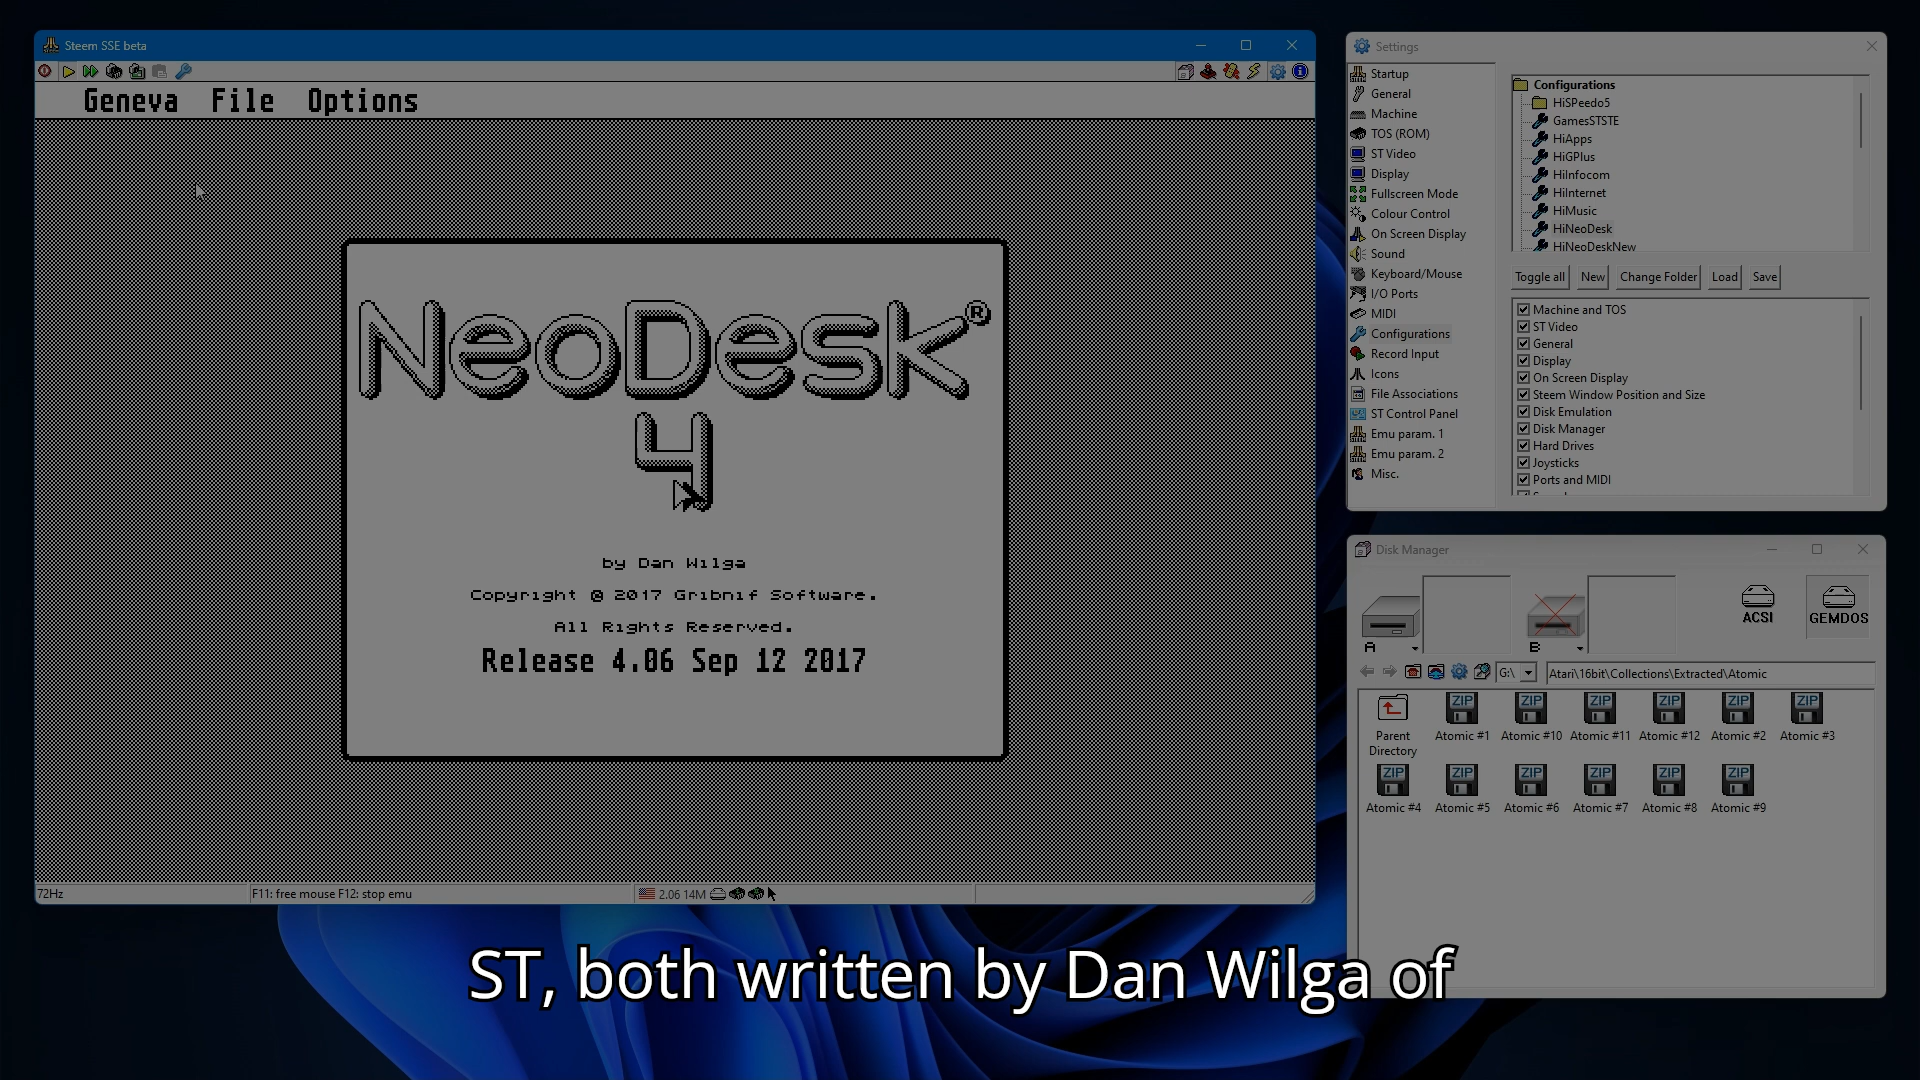 Steem SSE beta
Geneva File Options
NeoDesk®
4
by Dan Wilga
Copyright @ 2017 Gribnif Software.
All Rights Reserved.
Release 4.06 Sep 12 2017
72Hz
F11: free mouse F12: stop emu
2.06 14M
Settings
Startup
General
Machine
TOS (ROM)
ST Video
Display
Fullscreen Mode
Colour Control
On Screen Display
Sound
Keyboard/Mouse
I/O Ports
MIDI
Configurations
Record Input
Icons
File Associations
ST Control Panel
Emu param. 1
Emu param. 2
Misc.
Configurations
HiSPeedo5
GamesSTSTE
HiApps
HiGPlus
HiInfocom
HiInternet
HiMusic
HiNeoDesk
HiNeoDeskNew
Toggle all New Change Folder Load Save
Machine and TOS
ST Video
General
Display
On Screen Display
Steem Window Position and Size
Disk Emulation
Disk Manager
Hard Drives
Joysticks
Ports and MIDI
Disk Manager
A B ACSI GEMDOS
G:\ Atari\16bit\Collections\Extracted\Atomic
ZIP ZIP ZIP ZIP ZIP ZIP
Parent Directory Atomic #1 Atomic #10 Atomic #11 Atomic #12 Atomic #2 Atomic #3
ZIP ZIP ZIP ZIP ZIP ZIP
Atomic #4 Atomic #5 Atomic #6 Atomic #7 Atomic #8 Atomic #9
ST, both written by Dan Wilga of